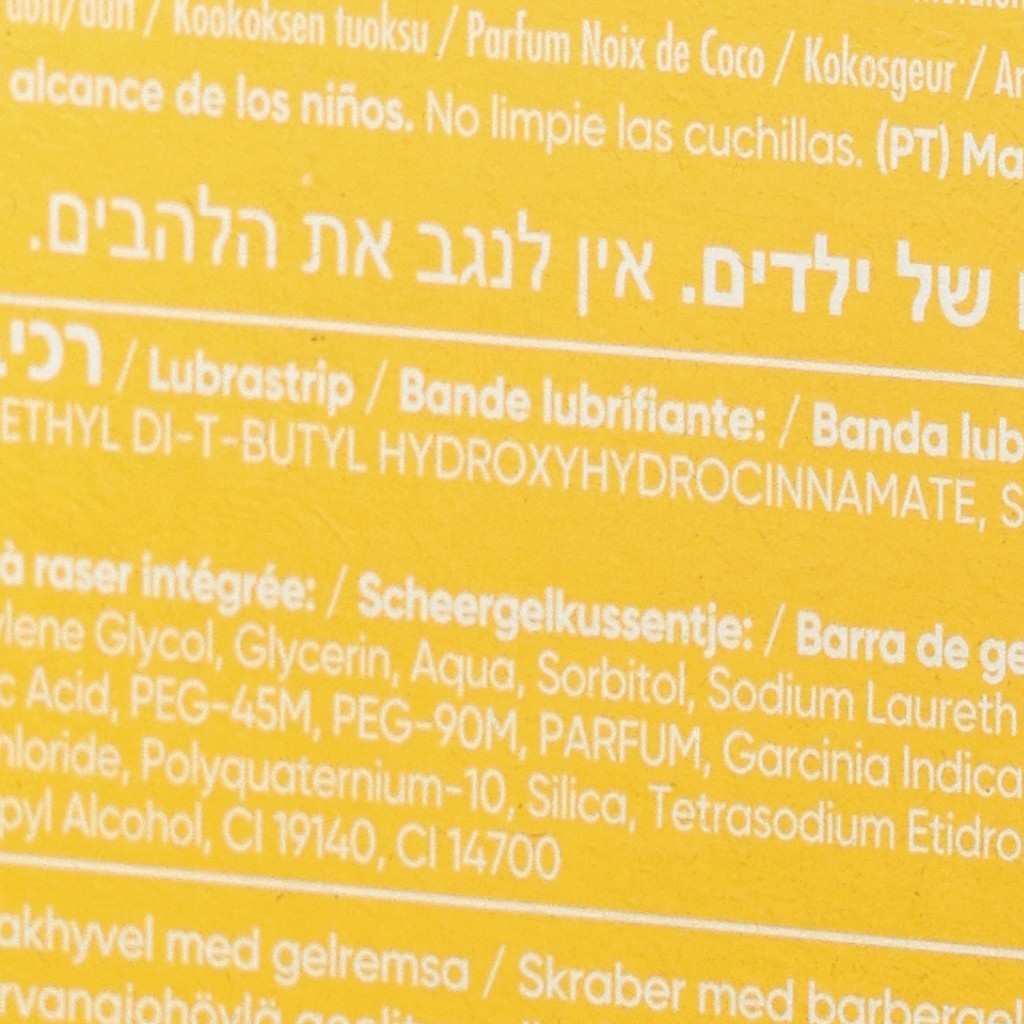 / Kookoksen tuoksu / Parfum Noix de Coco / Kokosgeur /
alcance de los niños. No limpie las cuchillas. (PT)
של ילדים. אין לנגב את הלהבים.
/ Lubrastrip / Bande lubrifiante: / Banda
DI-T-BUTYL HYDROXYHYDROCINNAMATE,
à raser intégrée: / Scheergelkussentje: / Barra de
Glycol, Glycerin, Aqua, Sorbitol, Sodium Laureth
Acid, PEG-45M, PEG-90M, PARFUM, Garcinia Indica
Polyquaternium-10, Silica, Tetrasodium
Alcohol, CI 19140, CI 14700
med gelremsa / Skraber med